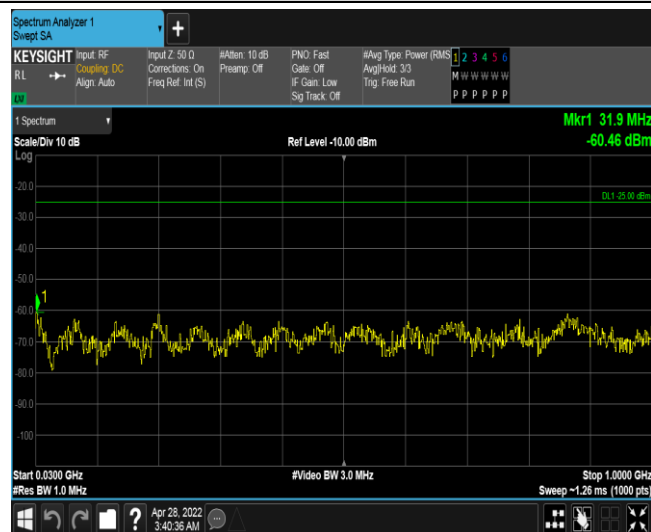 Spectrum Analyzer 1
Swept SA
KEYSIGHT
RL
Input: RF
Coupling: DC
Align: Auto
Input Z: 50 Ω
Corrections: On
Freq Ref: Int (S)
#Atten: 10 dB
Preamp: Off
PNO: Fast
Gate: Off
IF Gain: Low
Sig Track: Off
#Avg Type: Power (RMS
Avg|Hold: 3/3
Trig: Free Run
1 2 3 4 5 6
M W W W W W
P P P P P P
1 Spectrum
Mkr1 31.9 MHz
Scale/Div 10 dB
Ref Level -10.00 dBm
-60.46 dBm
Log
DL1 -25.00 dBm
-20.0
-30.0
-40.0
-50.0
1
-60.0
-70.0
-80.0
-90.0
-100
Start 0.0300 GHz
#Video BW 3.0 MHz
Stop 1.0000 GHz
#Res BW 1.0 MHz
Sweep ~1.26 ms (1000 pts)
?
Apr 28, 2022
3:40:36 AM